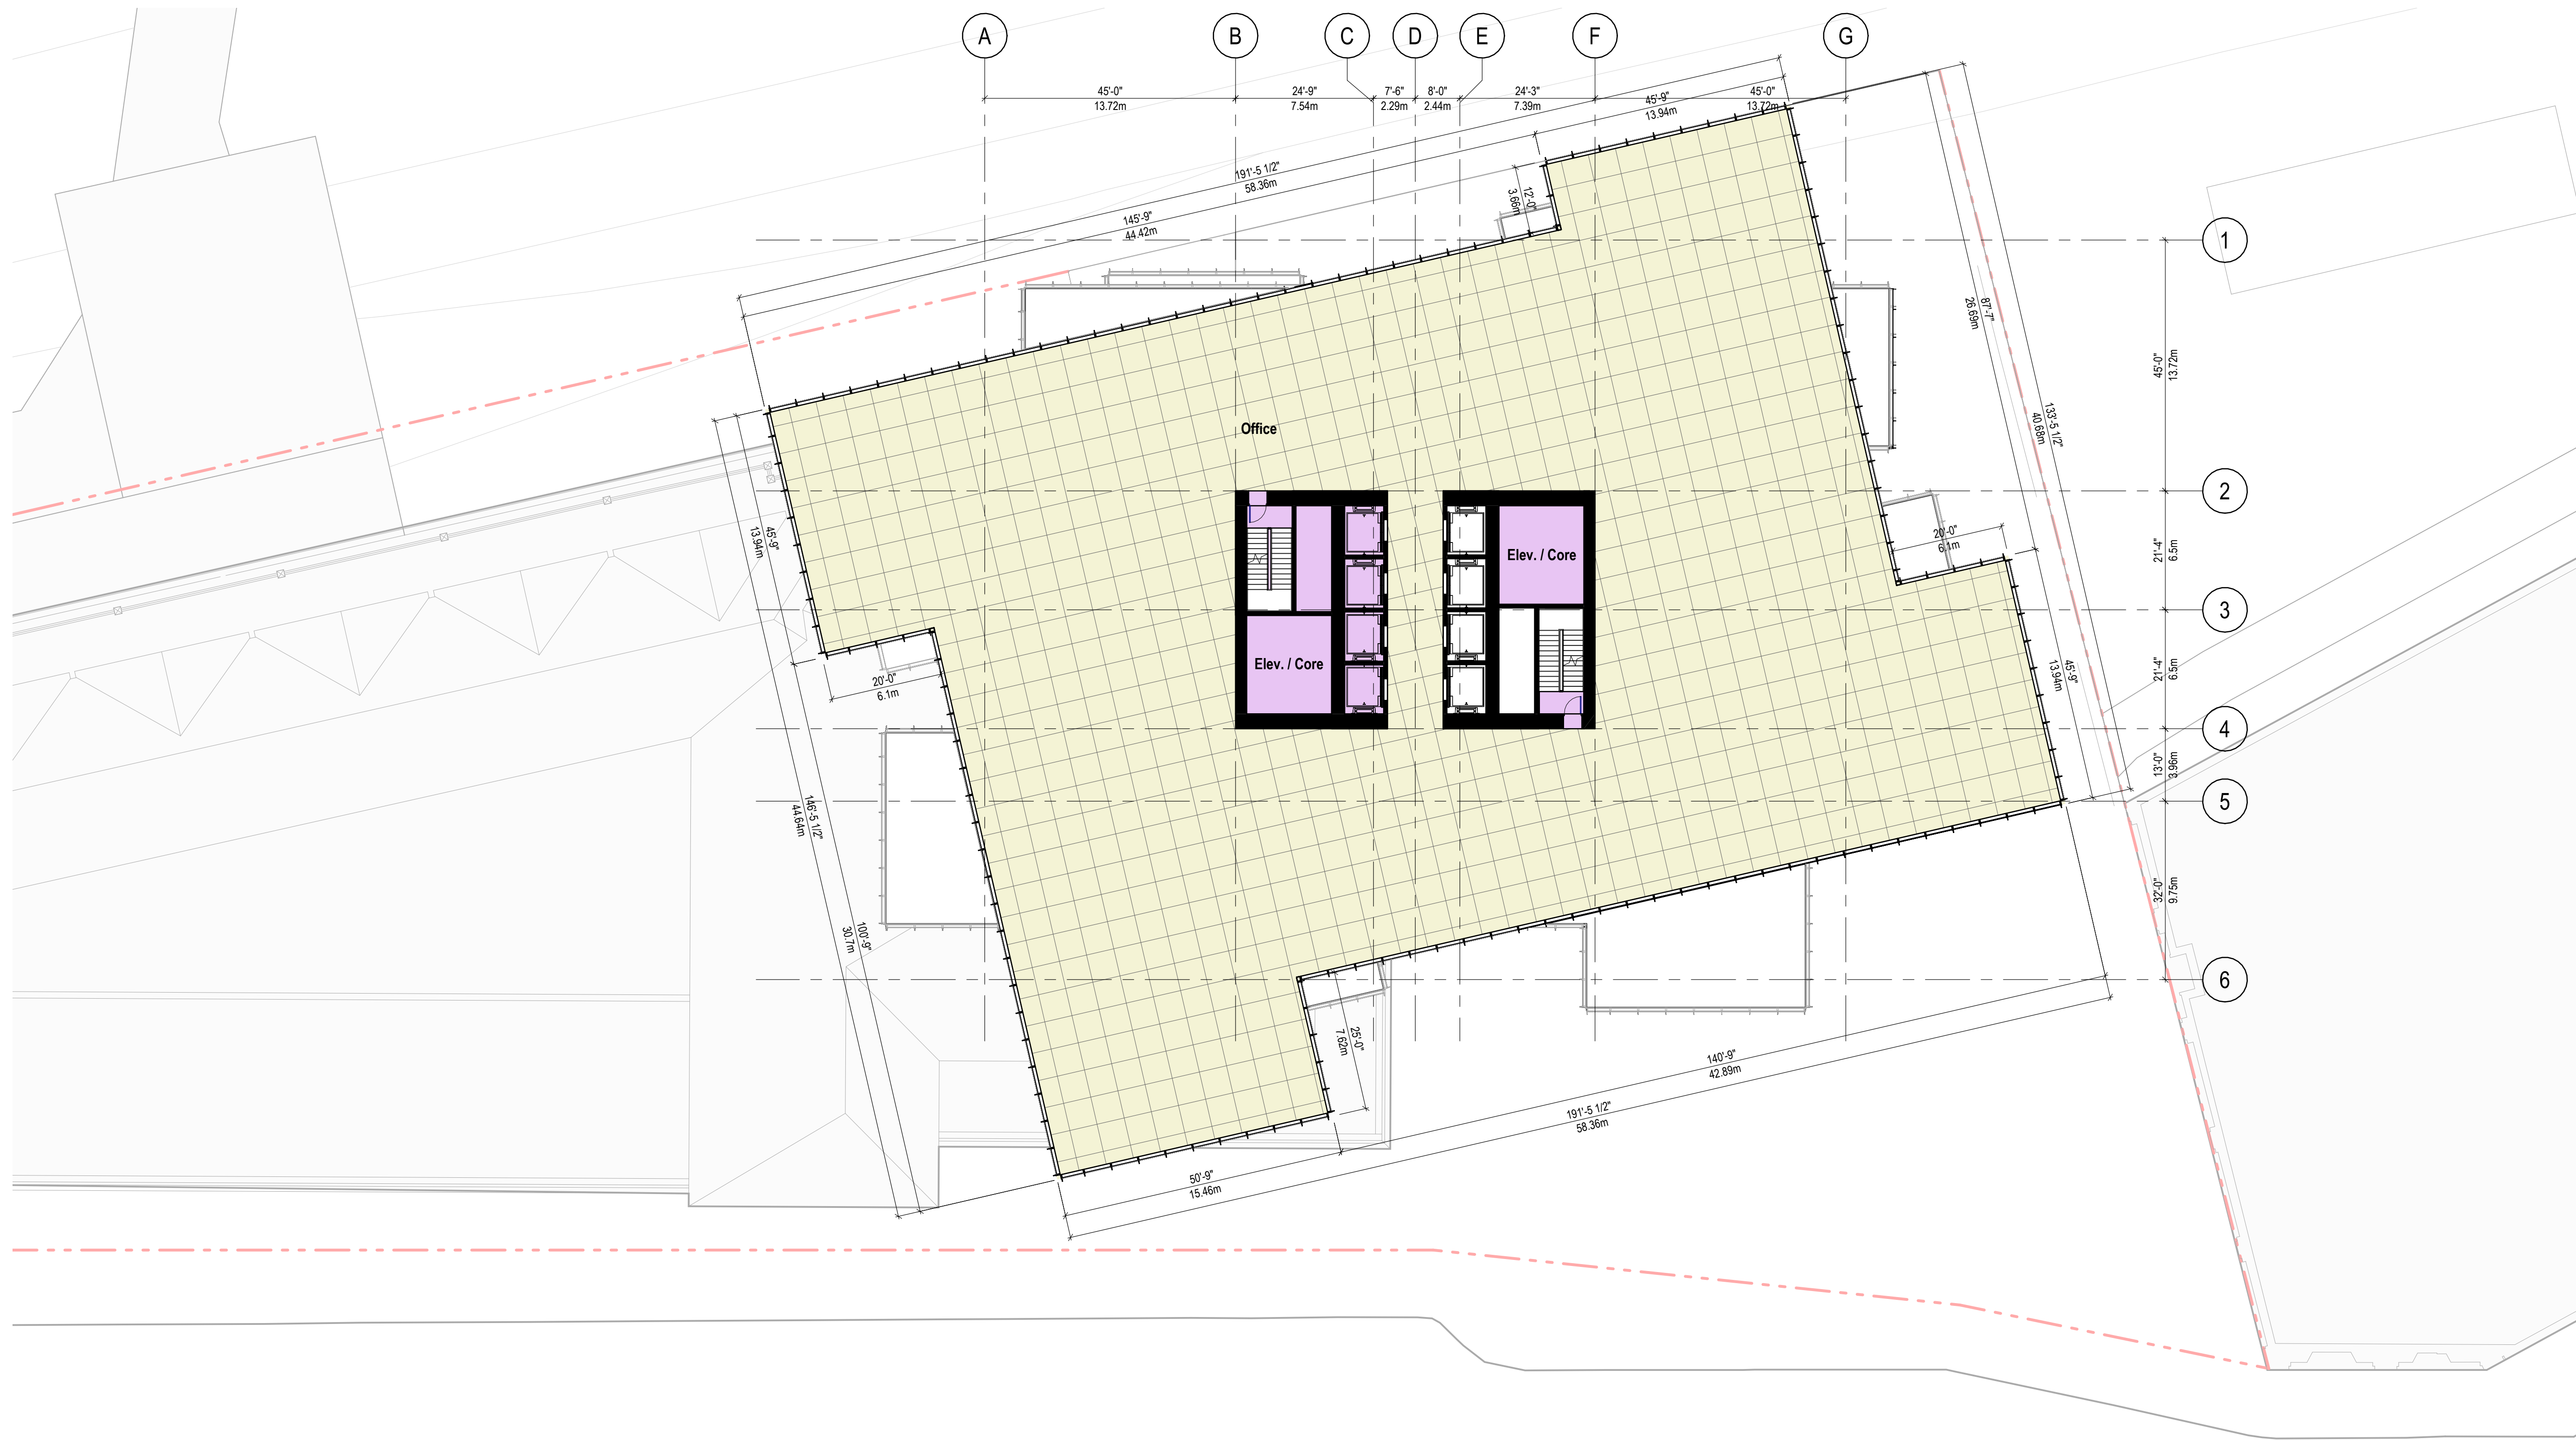 A
B
C
D
E
F
G
45'-0"
13.72m
24'-9"
7.54m
7'-6"
2.29m
8'-0"
2.44m
24'-3"
7.39m
45'-0"
13.72m
45'-9"
13.94m
191'-5 1/2"
58.36m
145'-9"
44.42m
12'-0"
3.66m
1
87'-7"
26.69m
133'-5 1/2"
40.68m
45'-0"
13.72m
Office
2
45'-9"
13.94m
20'-0"
6.1m
21'-4"
6.5m
Elev. / Core
3
Elev. / Core
20'-0"
6.1m
45'-9"
13.94m
21'-4"
6.5m
4
13'-0"
3.96m
5
146'-5 1/2"
44.64m
100'-9"
30.7m
32'-0"
9.75m
6
25'-0"
7.62m
140'-9"
42.89m
191'-5 1/2"
58.36m
50'-9"
15.46m